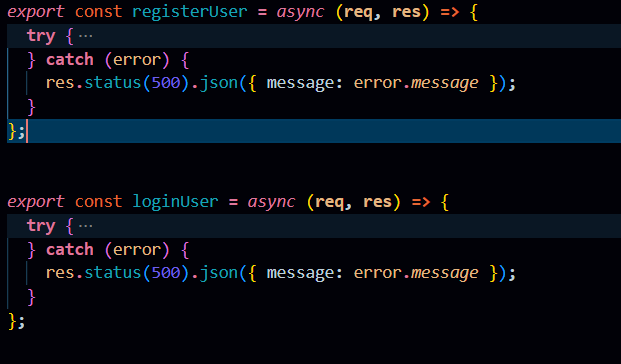 export const registerUser = async (req, res) => {
  try {···
  } catch (error) {
    res.status(500).json({ message: error.message });
  }
};
export const loginUser = async (req, res) => {
  try {···
  } catch (error) {
    res.status(500).json({ message: error.message });
  }
};